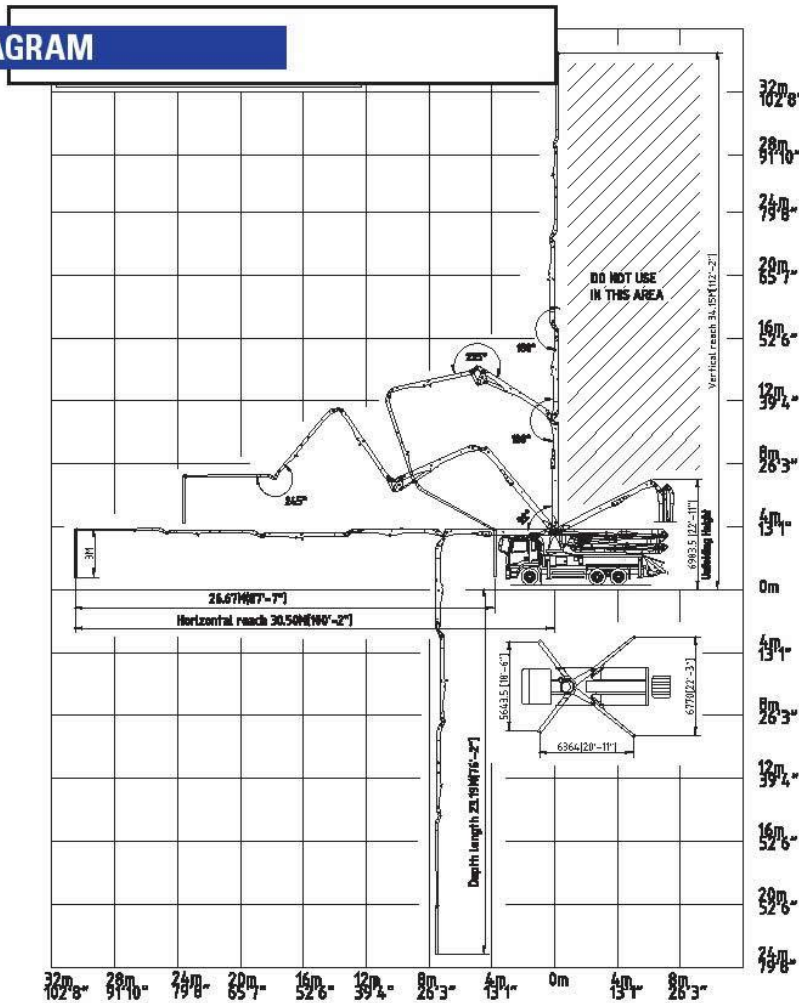 AGRAM
32m
102'8"
28m
91'10"
24m
79'8"
20m
65'7"
DO NOT USE
IN THIS AREA
Vertical reach 34.15M[112'-2"]
16m
52'6"
235°
12m
39'4"
8m
26'3"
245°
4m
13'1"
6983.5 [22'-11"]
Unfolding Height
3M
0m
26.67M(87'-7")
Horizontal reach 30.50M(100'-2")
4m
13'1"
5643.5 [18'-6"]
6770[22'-3"]
8m
26'3"
6364[20'-11"]
Depth length 23.19M(76'-2")
12m
39'4"
16m
52'6"
20m
52'6"
24m
79'8"
32m 28m 24m 20m 16m 12m 8m 4m 0m 4m 8m
102'8" 91'10" 79'8" 65'7" 52'6" 39'4" 26'3" 13'1" 13'1" 26'3"